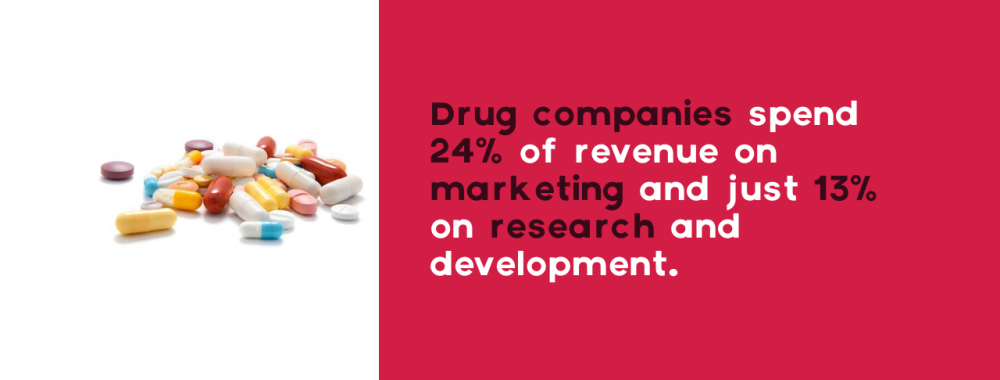 Drug companies spend
24% of revenue on
marketing and just 13%
on research and
development.